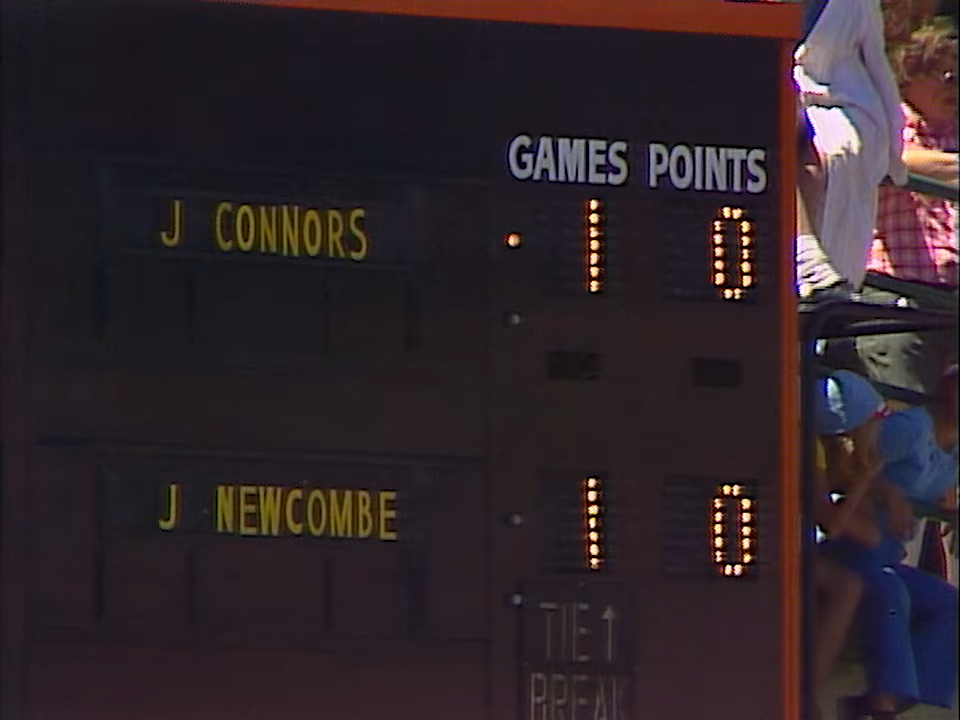 GAMES POINTS
J CONNORS 1 0
J NEWCOMBE 1 0
TIE ↑
BREAK